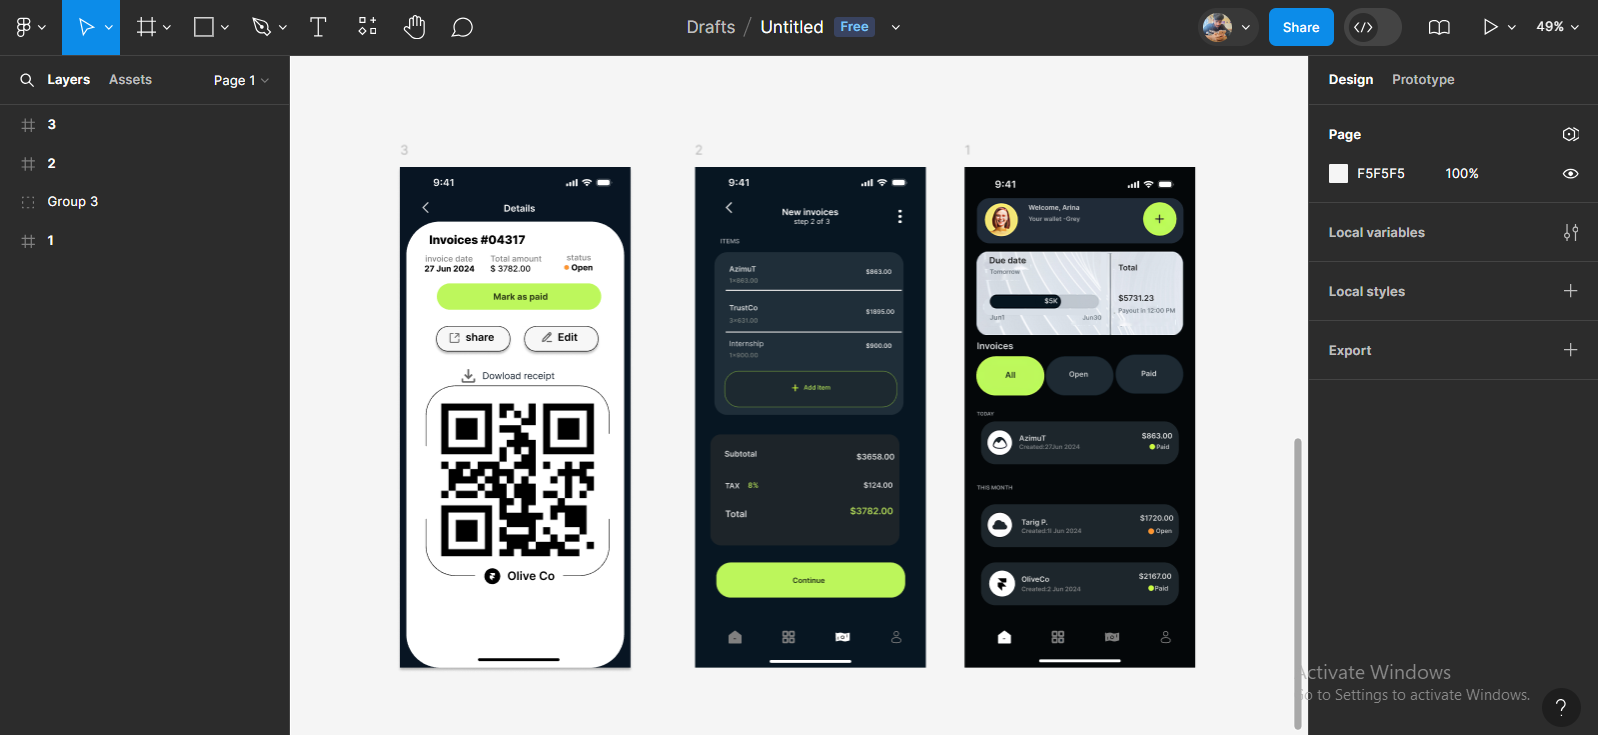 Drafts / Untitled Free
Share
49%
Layers Assets Page 1
3
2
Group 3
1
3
9:41
Details
Invoices #04317
invoice date Total amount status
27 Jun 2024 $ 3782.00 Open
Mark as paid
share Edit
Dowload receipt
Olive Co
2
9:41
New invoices
step 2 of 3
ITEMS
AzimuT $863.00
1×863.00
TrustCo $1895.00
3×631.00
Internship $900.00
1×900.00
+ Add Item
Subtotal $3658.00
TAX 8% $124.00
Total $3782.00
Continue
1
9:41
Welcome, Arina
Your wallet -Grey
+
Due date Total
Tomorrow
$5K $5731.23
Jun1 Jun30 Payout in 12:00 PM
Invoices
All Open Paid
TODAY
AzimuT $863.00
Created:27Jun 2024 Paid
THIS MONTH
Tarig P. $1720.00
Created:11 Jun 2024 Open
OliveCo $2167.00
Created:2 Jun 2024 Paid
Design Prototype
Page
F5F5F5 100%
Local variables
Local styles
Export
Activate Windows
Go to Settings to activate Windows.
?